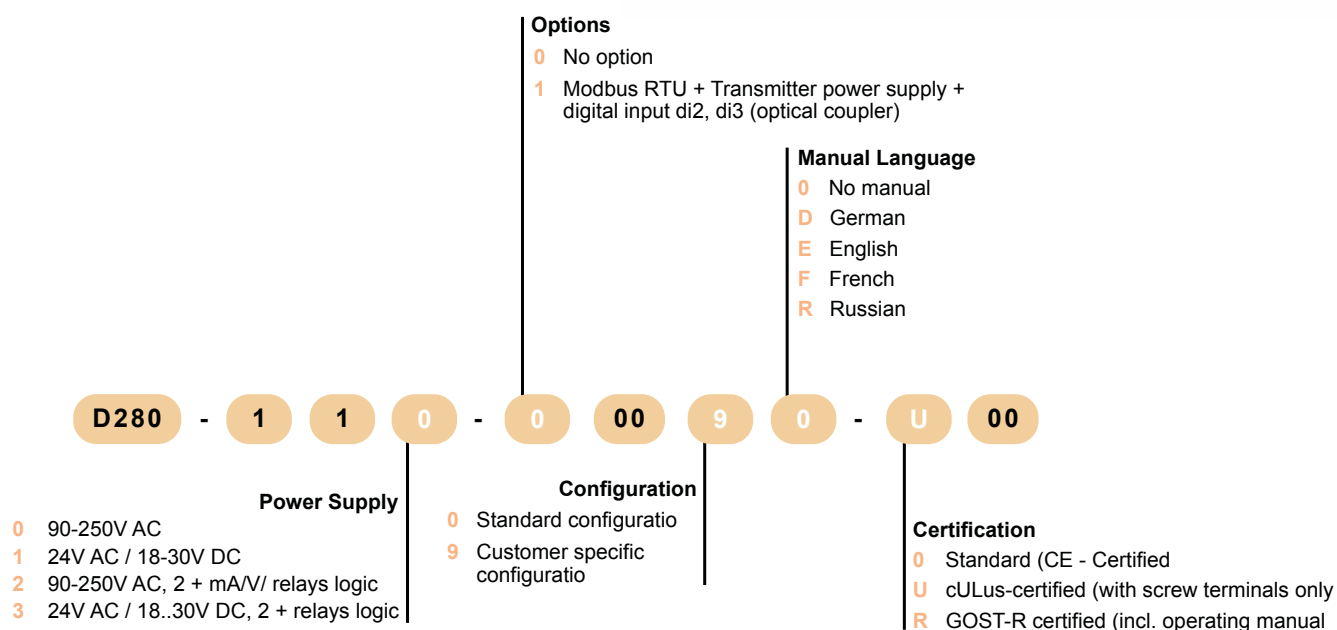 Options
0 No option
1 Modbus RTU + Transmitter power supply +
digital input di2, di3 (optical coupler)
Manual Language
0 No manual
D German
E English
F French
R Russian
D280 - 1 1 0 - 0 00 9 0 - U 00
Power Supply
0 90-250V AC
1 24V AC / 18-30V DC
2 90-250V AC, 2 + mA/V/ relays logic
3 24V AC / 18..30V DC, 2 + relays logic
Configuration
0 Standard configuratio
9 Customer specific
configuratio
Certification
0 Standard (CE - Certified
U cULus-certified (with screw terminals only
R GOST-R certified (incl. operating manual